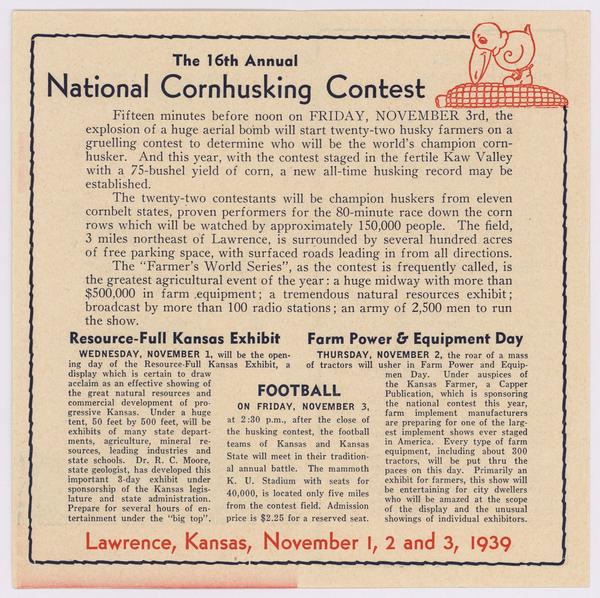 The 16th Annual
National Cornhusking Contest
Fifteen minutes before noon on FRIDAY, NOVEMBER 3rd, the
explosion of a huge aerial bomb will start twenty-two husky farmers on a
gruelling contest to determine who will be the world's champion corn-
husker. And this year, with the contest staged in the fertile Kaw Valley
with a 75-bushel yield of corn, a new all-time husking record may be
established.
The twenty-two contestants will be champion huskers from eleven
cornbelt states, proven performers for the 80-minute race down the corn
rows which will be watched by approximately 150,000 people. The field,
3 miles northeast of Lawrence, is surrounded by several hundred acres
of free parking space, with surfaced roads leading in from all directions.
The "Farmer's World Series", as the contest is frequently called, is
the greatest agricultural event of the year: a huge midway with more than
$500,000 in farm equipment; a tremendous natural resources exhibit;
broadcast by more than 100 radio stations; an army of 2,500 men to run
the show.
Resource-Full Kansas Exhibit
WEDNESDAY, NOVEMBER 1, will be the open-
ing day of the Resource-Full Kansas Exhibit, a
display which is certain to draw
acclaim as an effective showing of
the great natural resources and
commercial development of pro-
gressive Kansas. Under a huge
tent, 50 feet by 500 feet, will be
exhibits of many state depart-
ments, agriculture, mineral re-
sources, leading industries and
state schools. Dr. R. C. Moore,
state geologist, has developed this
important 3-day exhibit under
sponsorship of the Kansas legis-
lature and state administration.
Prepare for several hours of en-
tertainment under the "big top".
FOOTBALL
ON FRIDAY, NOVEMBER 3,
at 2:30 p.m., after the close of
the husking contest, the football
teams of Kansas and Kansas
State will meet in their tradition-
al annual battle. The mammoth
K. U. Stadium with seats for
40,000, is located only five miles
from the contest field. Admission
price is $2.25 for a reserved seat.
Farm Power & Equipment Day
THURSDAY, NOVEMBER 2, the roar of a mass
of tractors will usher in Farm Power and Equip-
men Day. Under auspices of
the Kansas Farmer, a Capper
Publication, which is sponsoring
the national contest this year,
farm implement manufacturers
are preparing for one of the larg-
est implement shows ever staged
in America. Every type of farm
equipment, including about 300
tractors, will be put thru the
paces on this day. Primarily an
exhibit for farmers, this show will
be entertaining for city dwellers
who will be amazed at the scope
of the display and the unusual
showings of individual exhibitors.
Lawrence, Kansas, November 1, 2 and 3, 1939